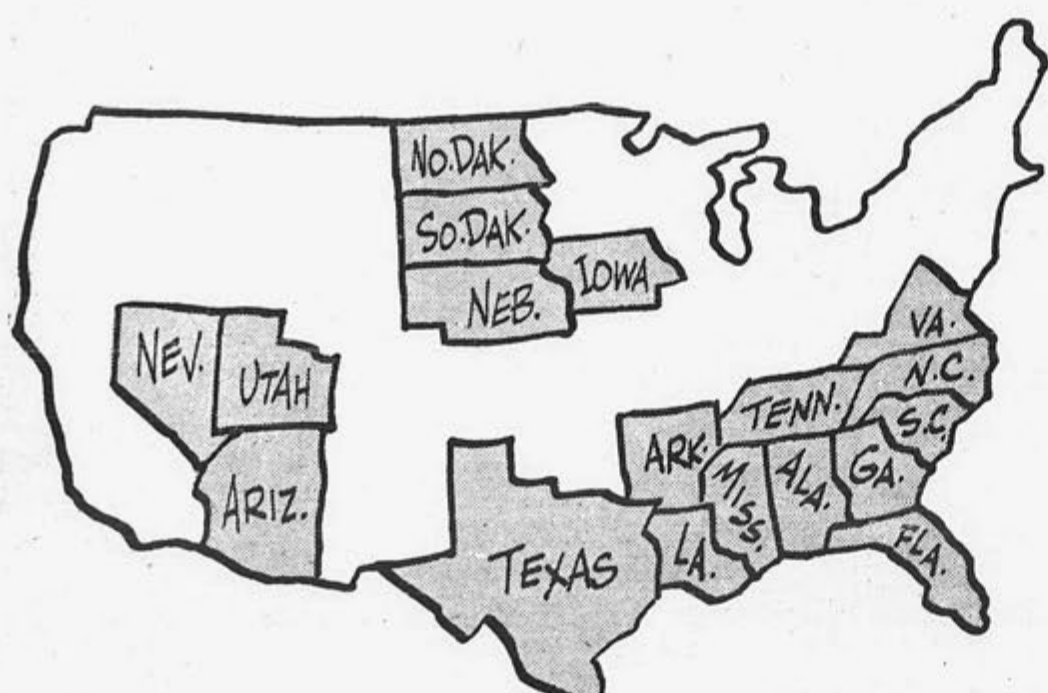 NO.DAK.
SO.DAK.
NEB.
IOWA
NEV.
UTAH
ARIZ.
TEXAS
ARK.
LA.
MISS.
ALA.
TENN.
GA.
FLA.
S.C.
N.C.
VA.